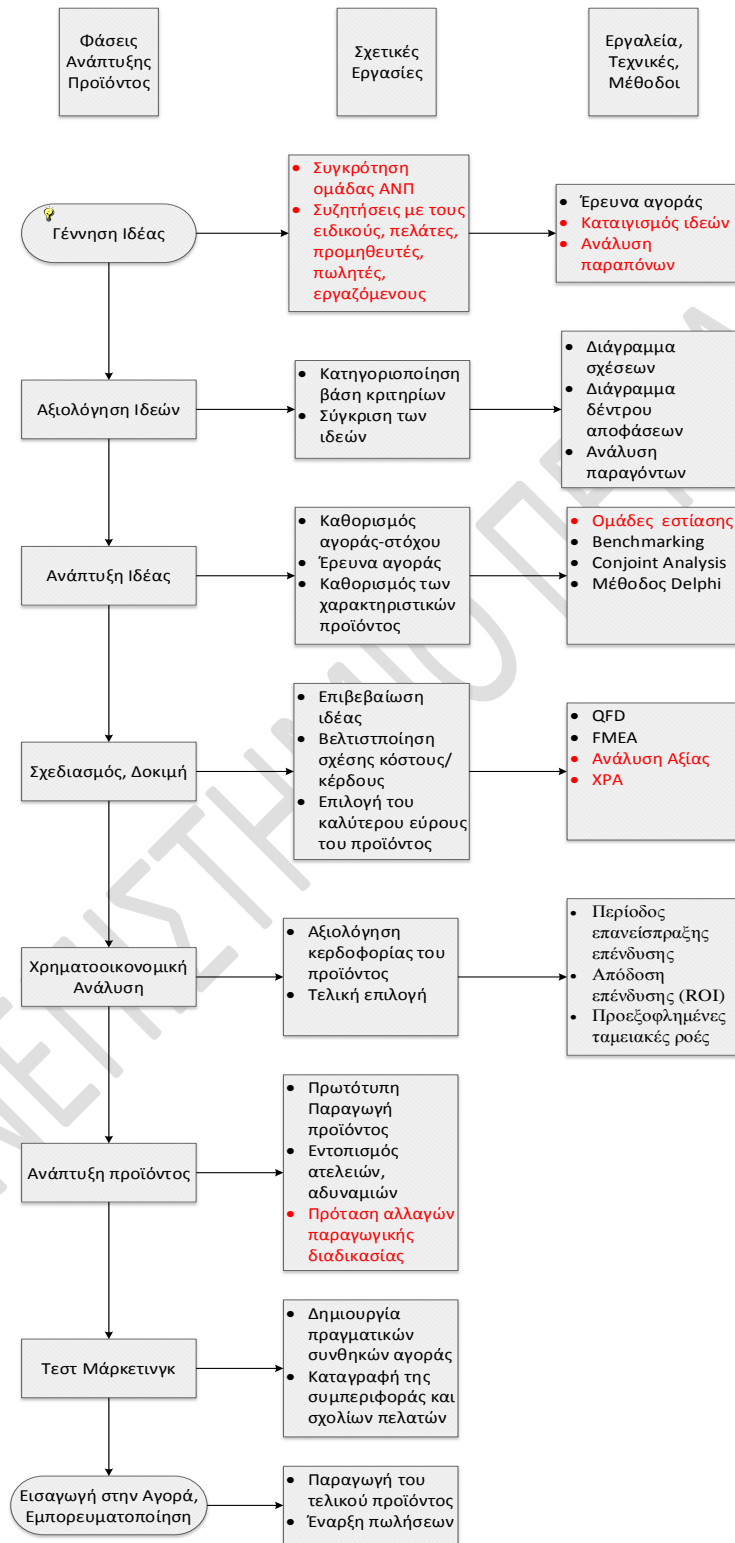 Φάσεις
Ανάπτυξης
Προϊόντος
Σχετικές
Εργασίες
Εργαλεία,
Τεχνικές,
Μέθοδοι
Γέννηση Ιδέας
• Συγκρότηση
ομάδας ΑΝΠ
• Συζητήσεις με τους
ειδικούς, πελάτες,
προμηθευτές,
πωλητές,
εργαζόμενους
• Έρευνα αγοράς
• Καταιγισμός ιδεών
• Ανάλυση
παραπόνων
Αξιολόγηση Ιδεών
• Κατηγοριοποίηση
βάση κριτηρίων
• Σύγκριση των
ιδεών
• Διάγραμμα
σχέσεων
• Διάγραμμα
δέντρου
αποφάσεων
• Ανάλυση
παραγόντων
Ανάπτυξη Ιδέας
• Καθορισμός
αγοράς-στόχου
• Έρευνα αγοράς
• Καθορισμός των
χαρακτηριστικών
προϊόντος
• Ομάδες εστίασης
• Benchmarking
• Conjoint Analysis
• Μέθοδος Delphi
Σχεδιασμός, Δοκιμή
• Επιβεβαίωση
ιδέας
• Βελτιστποίηση
σχέσης κόστους/
κέρδους
• Επιλογή του
καλύτερου εύρους
του προϊόντος
• QFD
• FMEA
• Ανάλυση Αξίας
• ΧΡΑ
Χρηματοοικονομική
Ανάλυση
• Αξιολόγηση
κερδοφορίας του
προϊόντος
• Τελική επιλογή
• Περίοδος
επανείσπραξης
επένδυσης
• Απόδοση
επένδυσης (ROI)
• Προεξοφλημένες
ταμειακές ροές
Ανάπτυξη προϊόντος
• Πρωτότυπη
Παραγωγή
προϊόντος
• Εντοπισμός
ατελειών,
αδυναμιών
• Πρόταση αλλαγών
παραγωγικής
διαδικασίας
Τεστ Μάρκετινγκ
• Δημιουργία
πραγματικών
συνθηκών αγοράς
• Καταγραφή της
συμπεριφοράς και
σχολίων πελατών
Εισαγωγή στην Αγορά,
Εμπορευματοποίηση
• Παραγωγή του
τελικού προϊόντος
• Έναρξη πωλήσεων